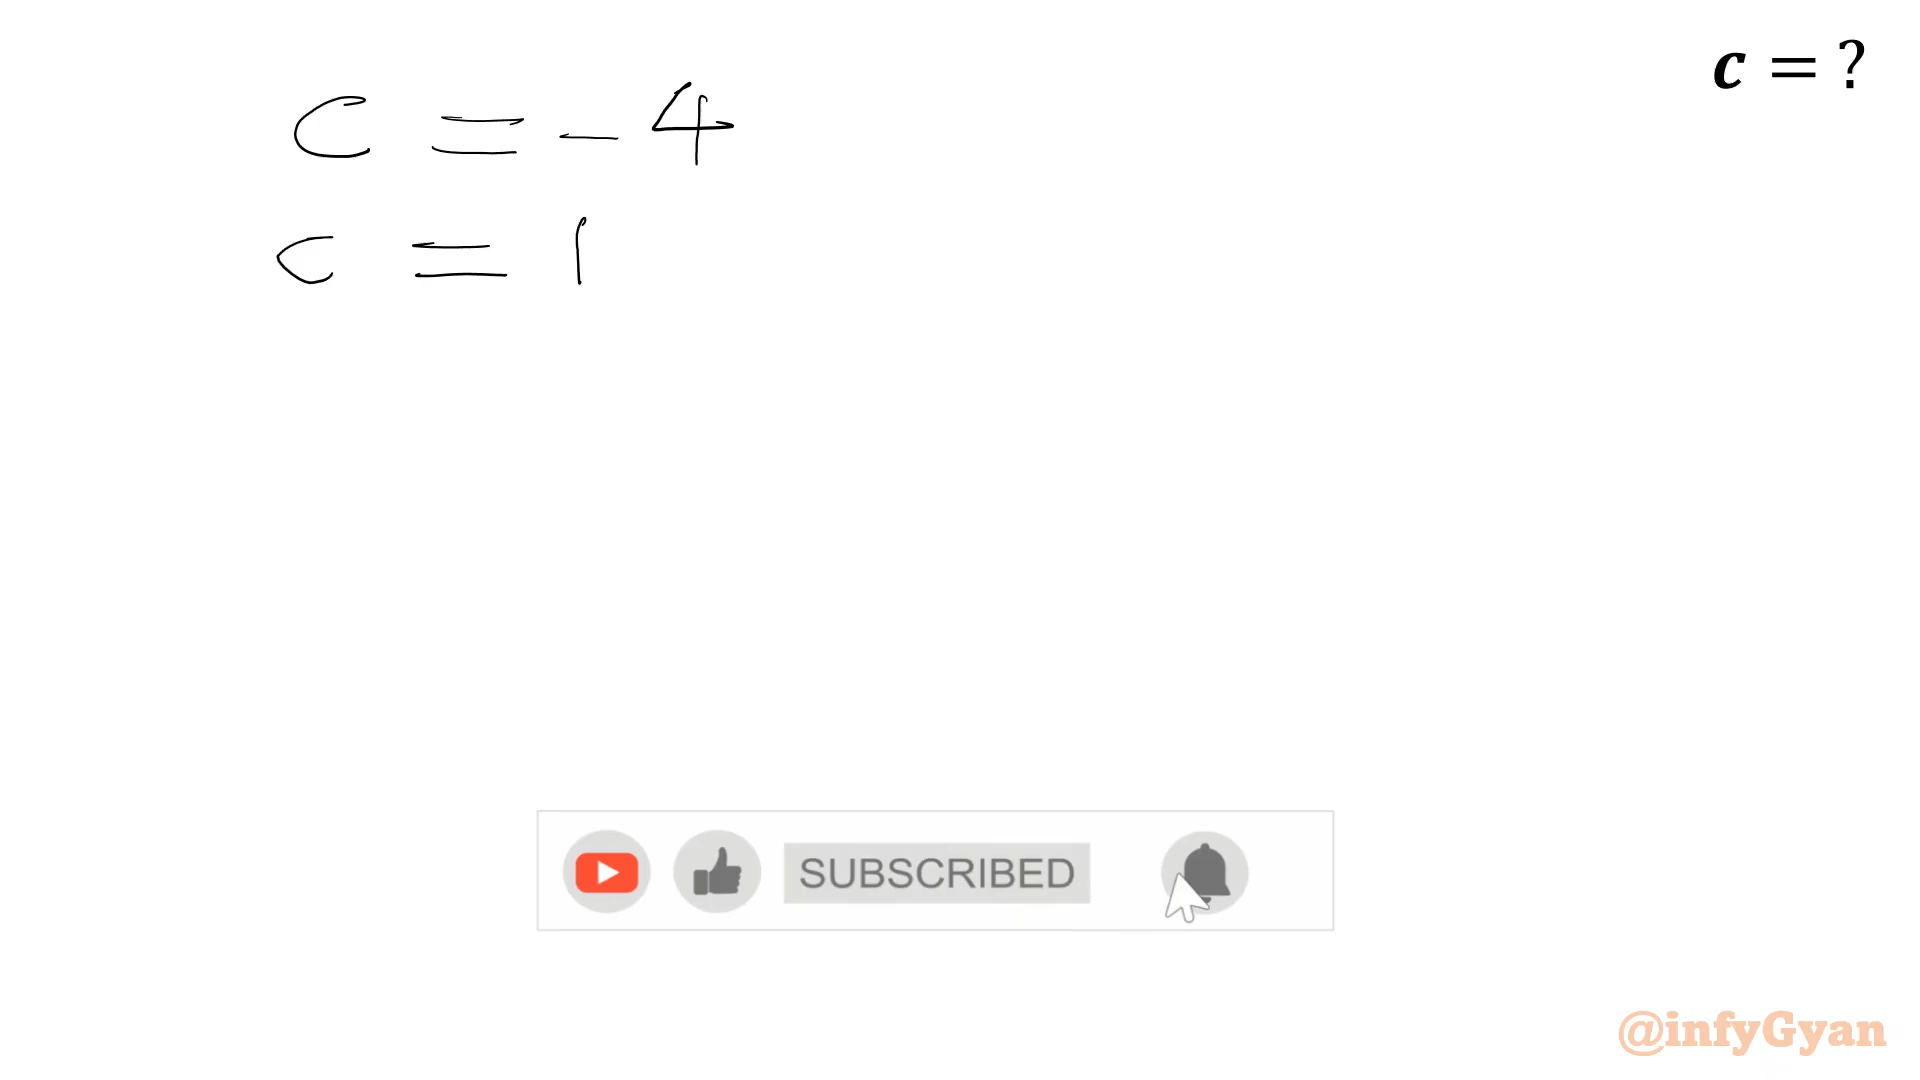 c = ?
C = - 4
c = 1
SUBSCRIBED
@infyGyan